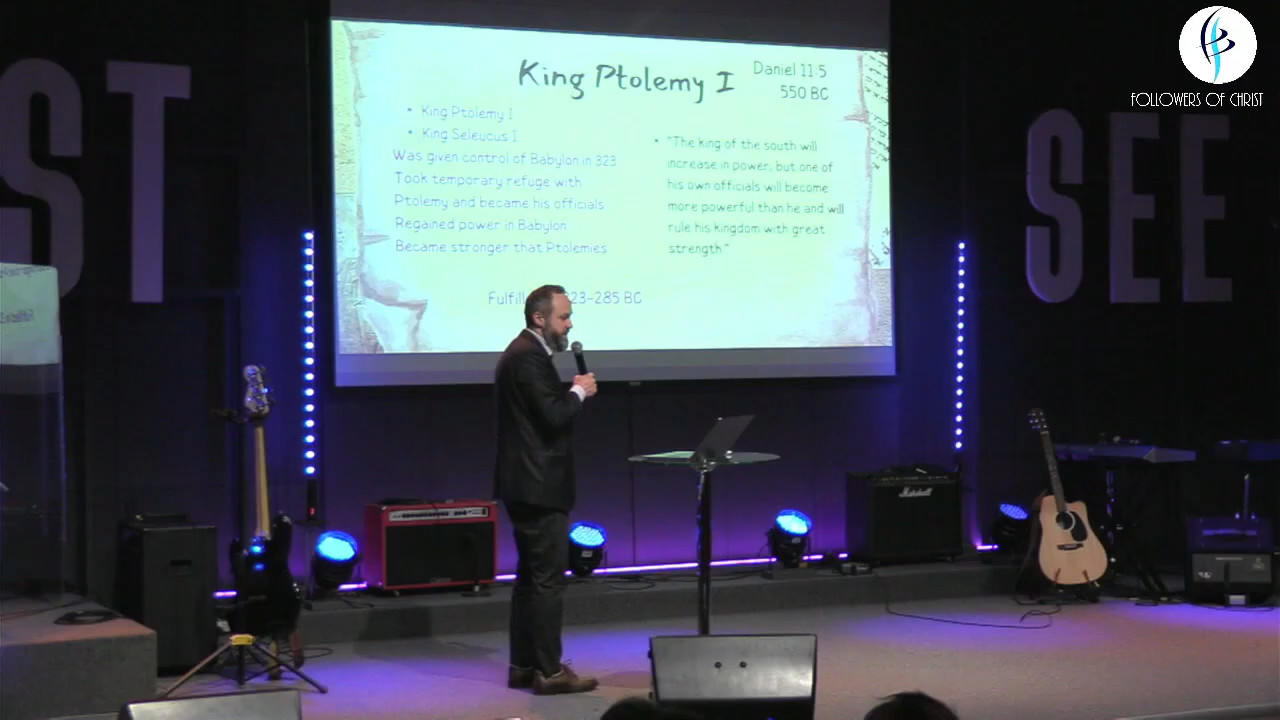 King Ptolemy I
Daniel 11:5
550 BC
• King Ptolemy I
• King Seleucus I
Was given control of Babylon in 323
Took temporary refuge with
Ptolemy and became his officials
Regained power in Babylon
Became stronger that Ptolemies
• "The king of the south will
increase in power, but one of
his own officials will become
more powerful than he and will
rule his kingdom with great
strength"
23-285 BC
ST
SEE
FOLLOWERS OF CHRIST
Marshall